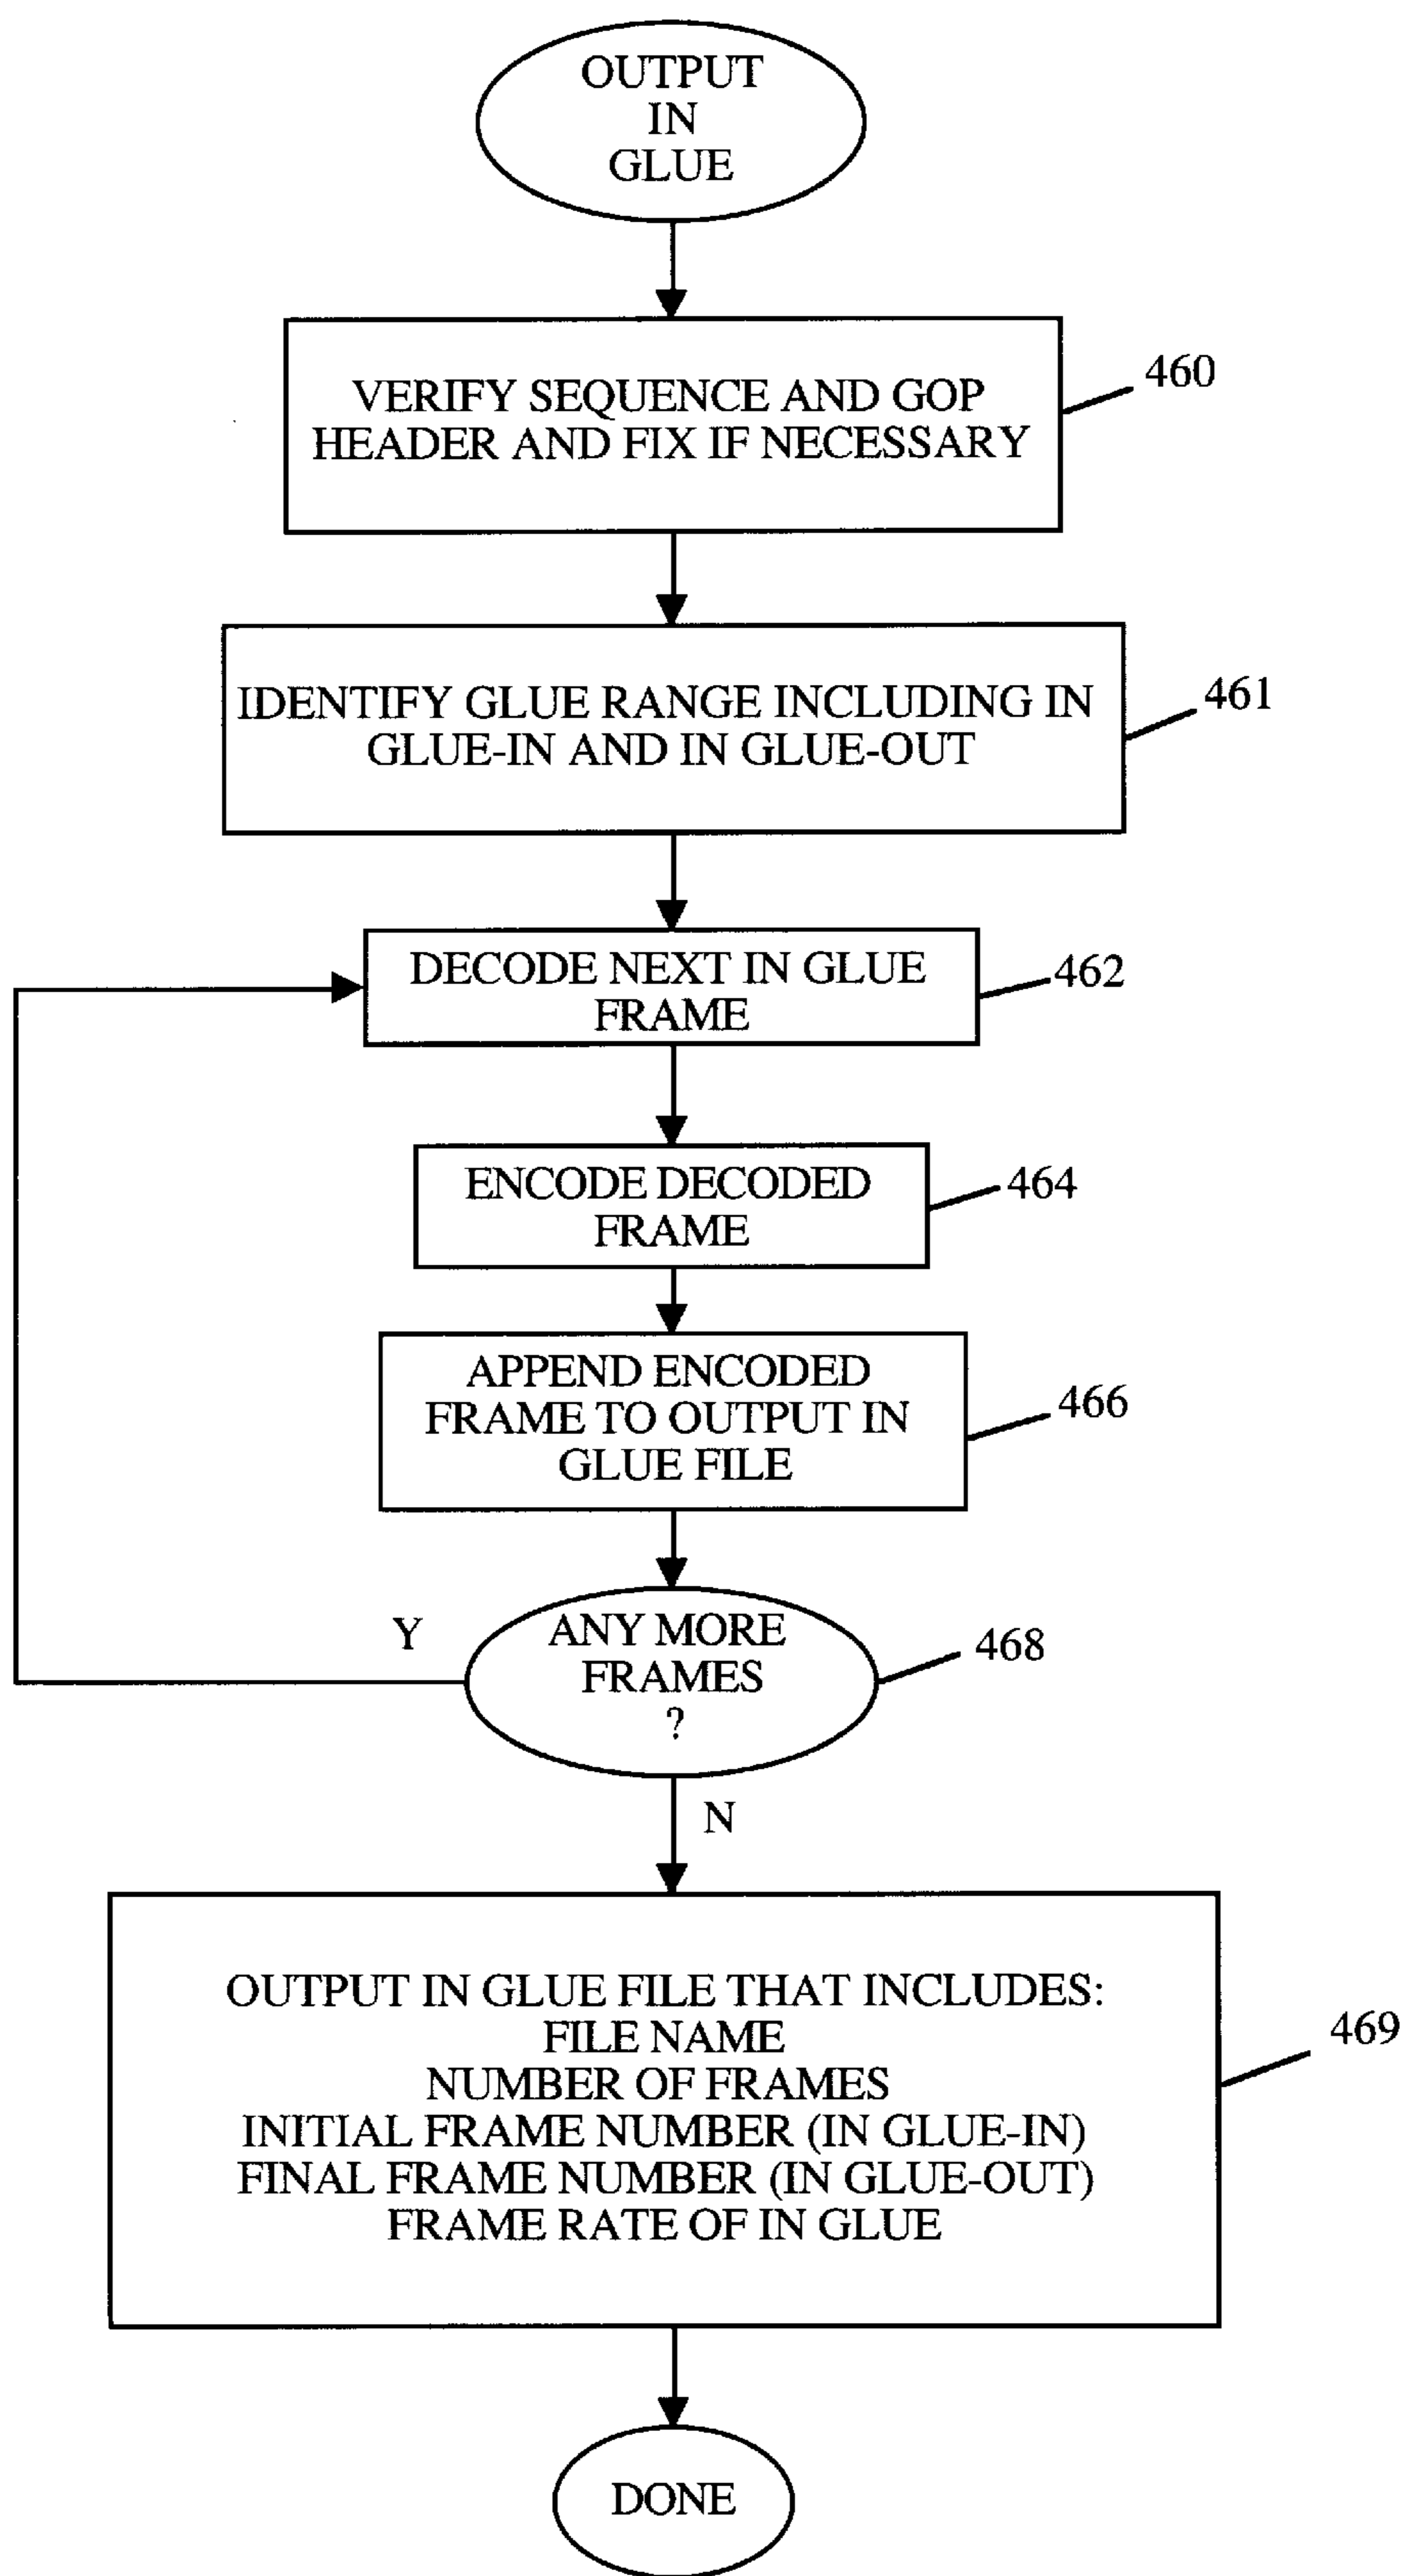 OUTPUT
IN
GLUE
VERIFY SEQUENCE AND GOP
HEADER AND FIX IF NECESSARY
460
IDENTIFY GLUE RANGE INCLUDING IN
GLUE-IN AND IN GLUE-OUT
461
DECODE NEXT IN GLUE
FRAME
462
ENCODE DECODED
FRAME
464
APPEND ENCODED
FRAME TO OUTPUT IN
GLUE FILE
466
Y
ANY MORE
FRAMES
?
468
N
OUTPUT IN GLUE FILE THAT INCLUDES:
FILE NAME
NUMBER OF FRAMES
INITIAL FRAME NUMBER (IN GLUE-IN)
FINAL FRAME NUMBER (IN GLUE-OUT)
FRAME RATE OF IN GLUE
469
DONE